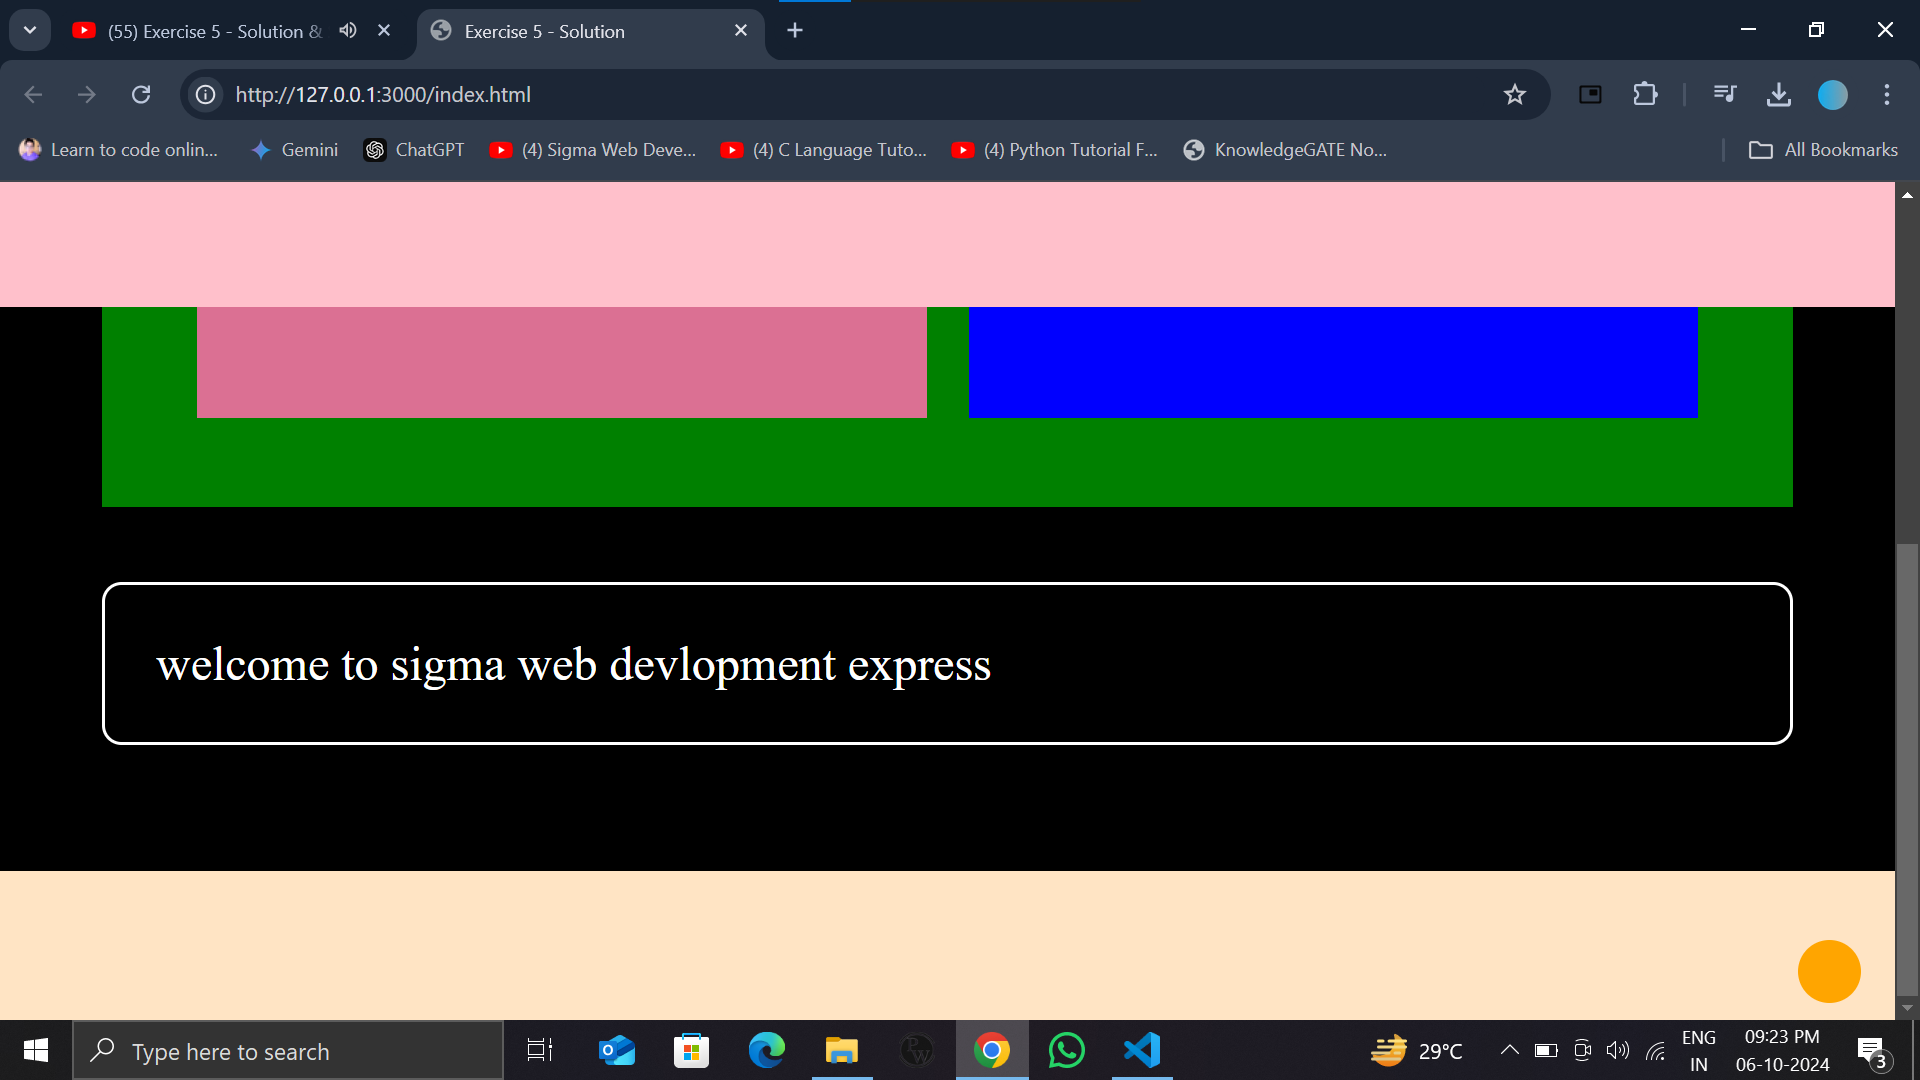 (55) Exercise 5 - Solution &
Exercise 5 - Solution
http://127.0.0.1:3000/index.html
Learn to code onlin...
Gemini
ChatGPT
(4) Sigma Web Deve...
(4) C Language Tuto...
(4) Python Tutorial F...
KnowledgeGATE No...
All Bookmarks
welcome to sigma web devlopment express
Type here to search
PW
29°C
ENG
IN
09:23 PM
06-10-2024
3